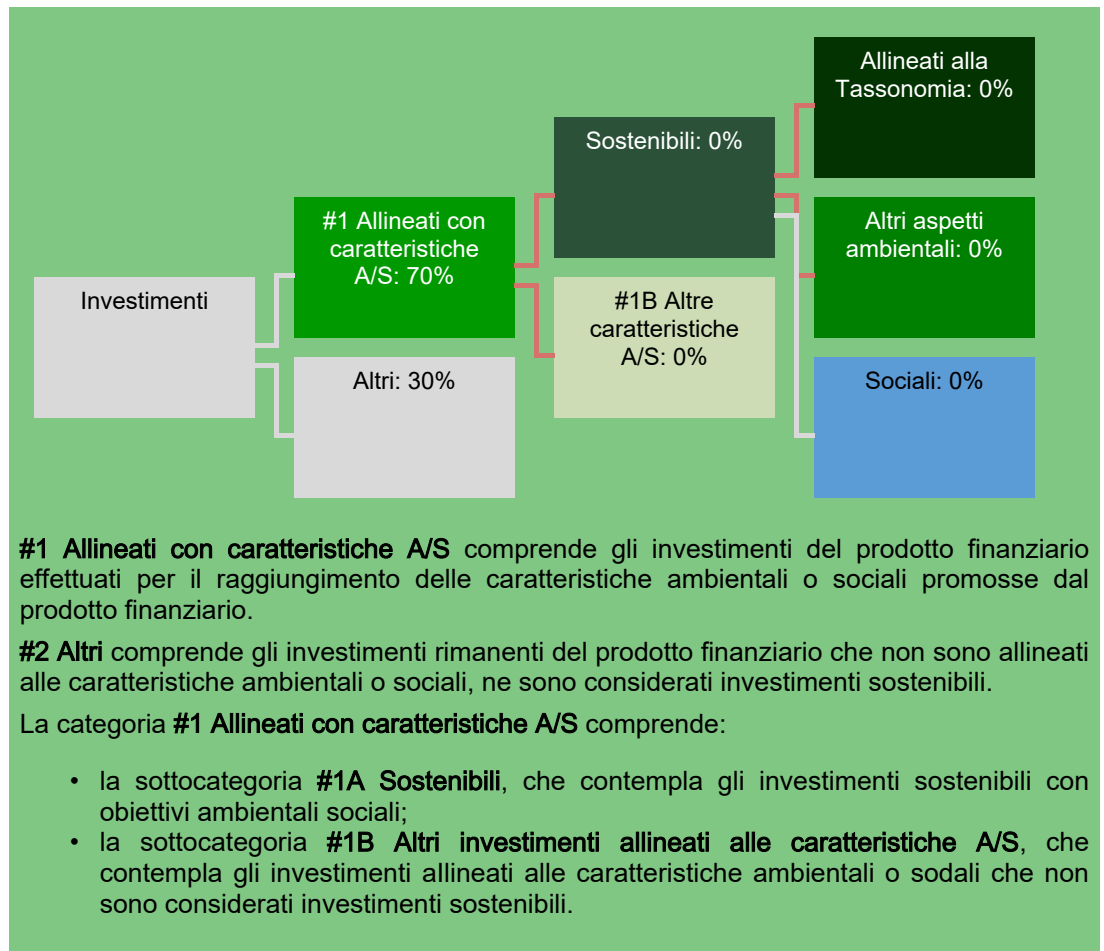 Allineati alla
Tassonomia: 0%
Sostenibili: 0%
#1 Allineati con
caratteristiche
A/S: 70%
Altri aspetti
ambientali: 0%
Investimenti
#1B Altre
caratteristiche
A/S: 0%
Altri: 30%
Sociali: 0%
#1 Allineati con caratteristiche A/S comprende gli investimenti del prodotto finanziario
effettuati per il raggiungimento delle caratteristiche ambientali o sociali promosse dal
prodotto finanziario.
#2 Altri comprende gli investimenti rimanenti del prodotto finanziario che non sono allineati
alle caratteristiche ambientali o sociali, ne sono considerati investimenti sostenibili.
La categoria #1 Allineati con caratteristiche A/S comprende:
• la sottocategoria #1A Sostenibili, che contempla gli investimenti sostenibili con
obiettivi ambientali sociali;
• la sottocategoria #1B Altri investimenti allineati alle caratteristiche A/S, che
contempla gli investimenti allineati alle caratteristiche ambientali o sodali che non
sono considerati investimenti sostenibili.